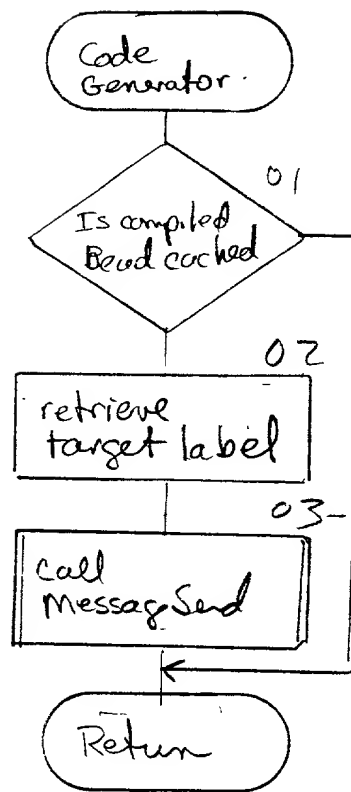 Code
Generator.
01
Is compiled
Bead cached
02
retrieve
target label
03-
call
MessageSend
Return